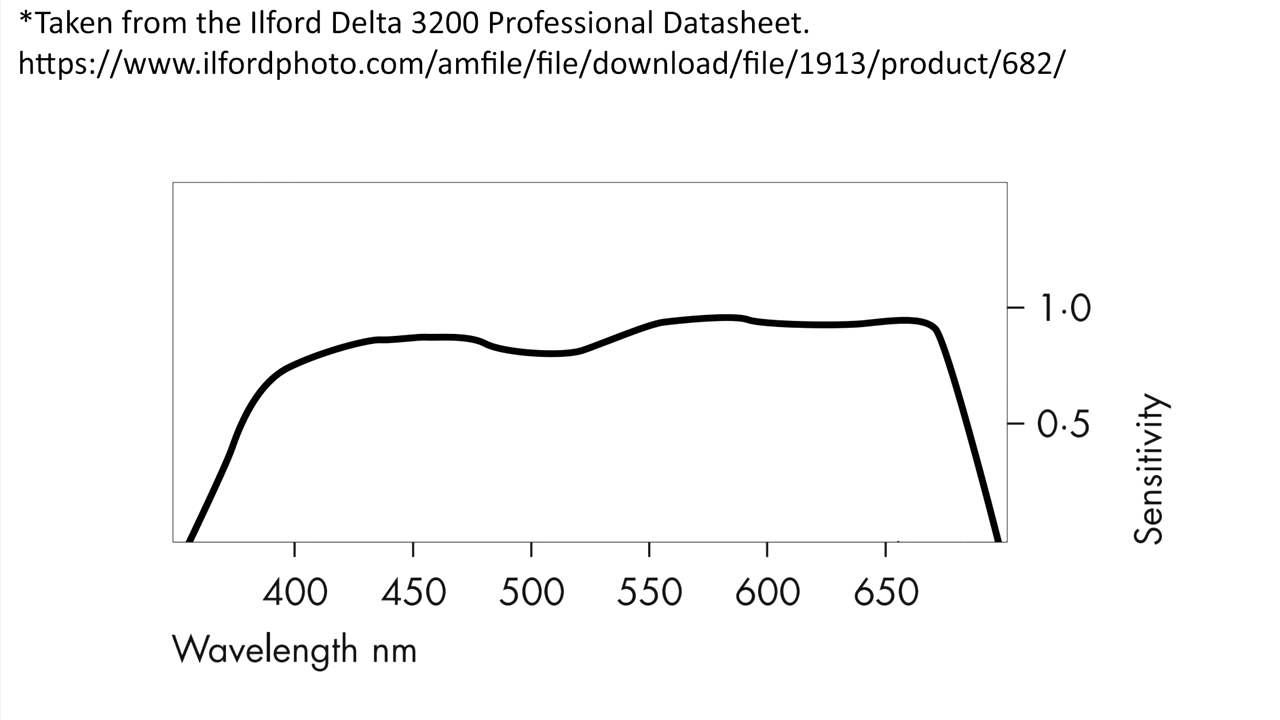 *Taken from the Ilford Delta 3200 Professional Datasheet.
https://www.ilfordphoto.com/amfile/file/download/file/1913/product/682/
1.0
0.5
Sensitivity
400 450 500 550 600 650
Wavelength nm